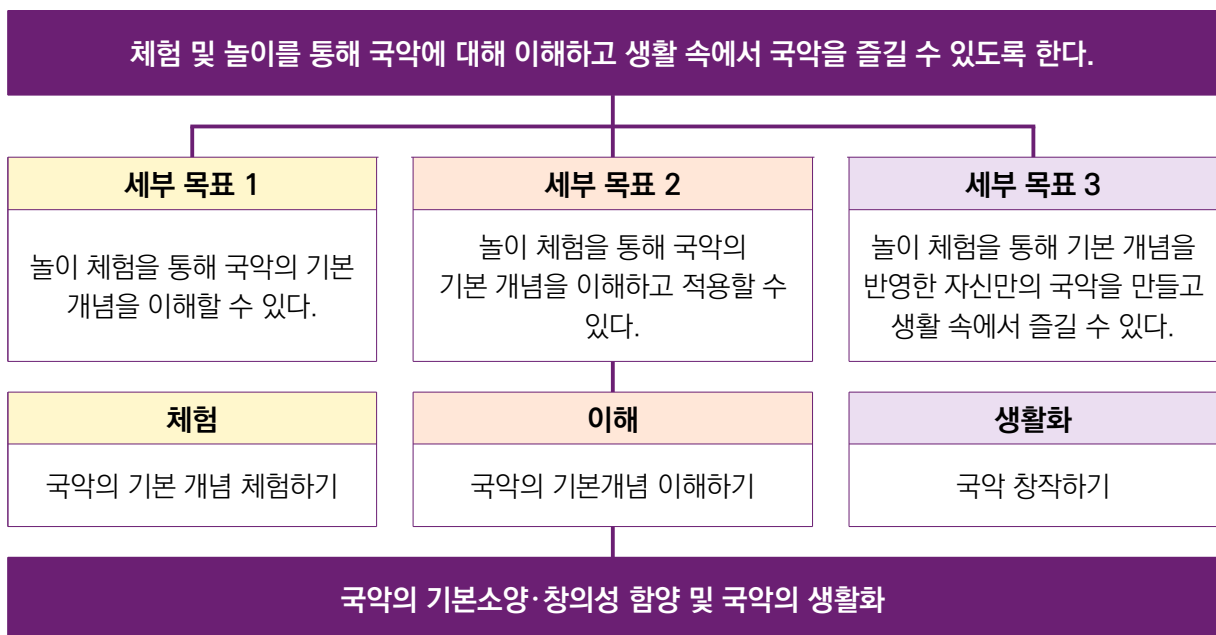 체험 및 놀이를 통해 국악에 대해 이해하고 생활 속에서 국악을 즐길 수 있도록 한다.
세부 목표 1
놀이 체험을 통해 국악의 기본
개념을 이해할 수 있다.
세부 목표 2
놀이 체험을 통해 국악의
기본 개념을 이해하고 적용할 수
있다.
세부 목표 3
놀이 체험을 통해 기본 개념을
반영한 자신만의 국악을 만들고
생활 속에서 즐길 수 있다.
체험
국악의 기본 개념 체험하기
이해
국악의 기본개념 이해하기
생활화
국악 창작하기
국악의 기본소양·창의성 함양 및 국악의 생활화